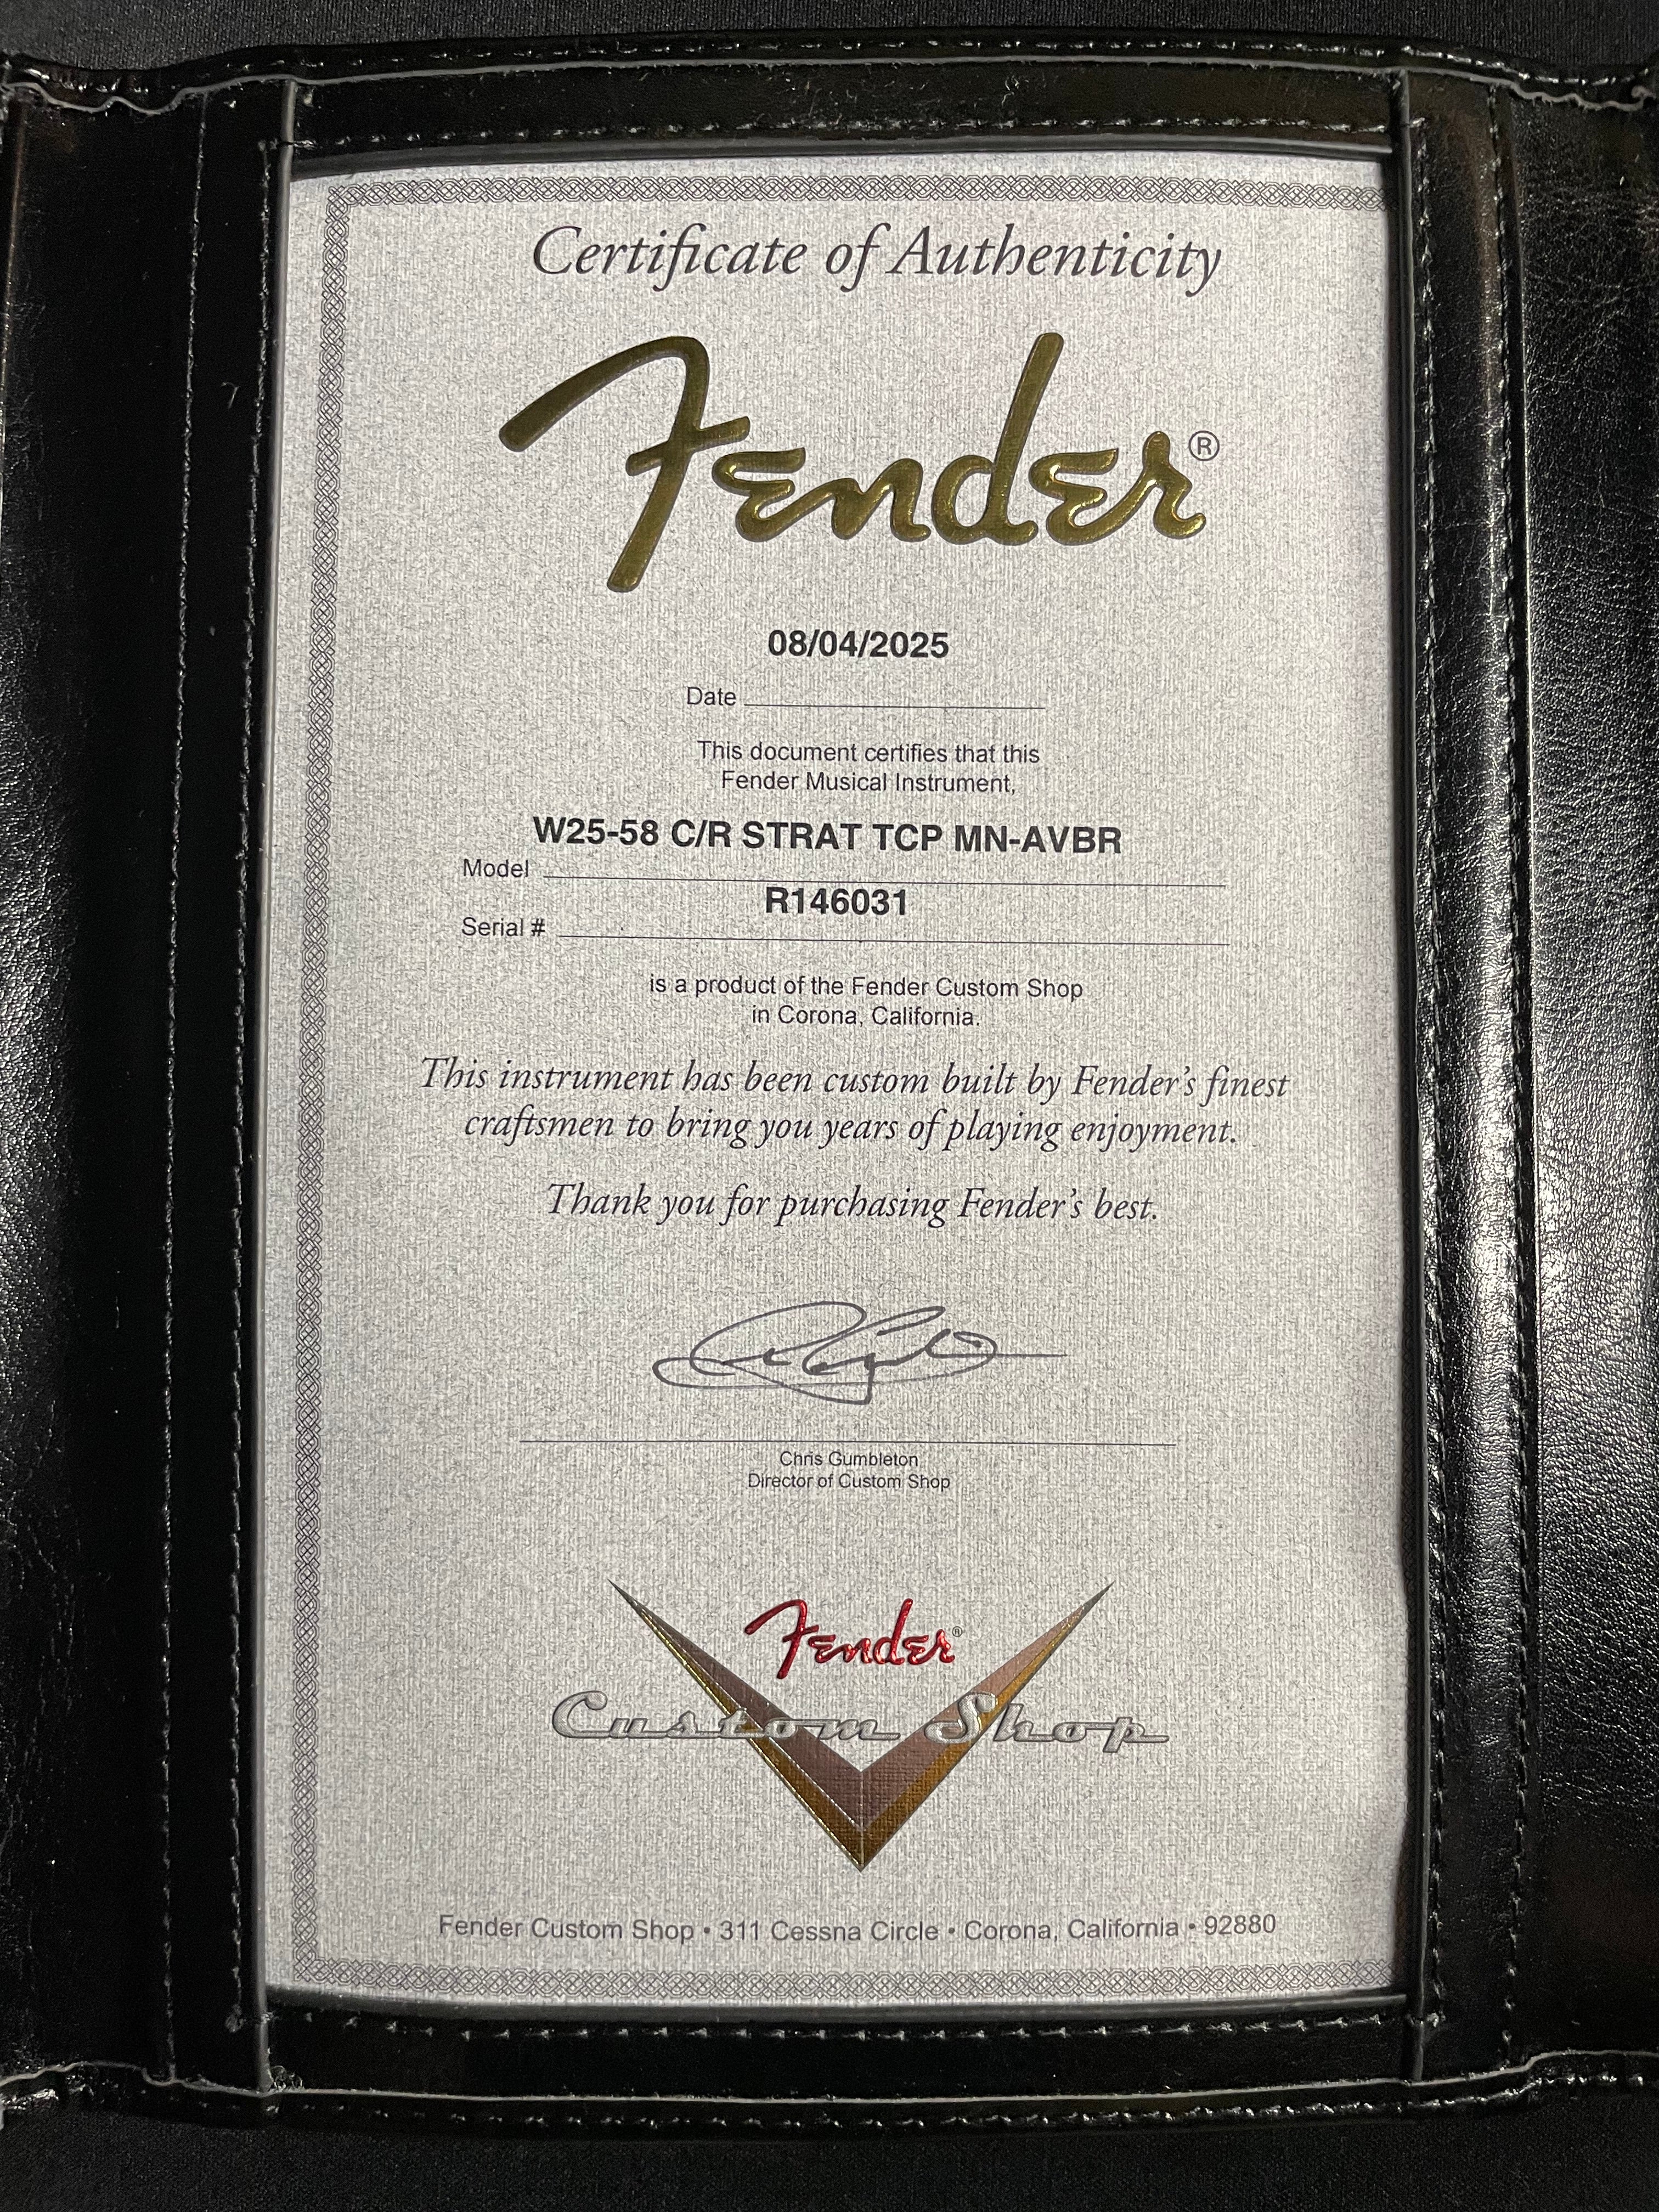 Certificate of Authenticity
Fender®
08/04/2025
Date
This document certifies that this
Fender Musical Instrument,
W25-58 C/R STRAT TCP MN-AVBR
Model
R146031
Serial #
is a product of the Fender Custom Shop
in Corona, California.
This instrument has been custom built by Fender's finest
craftsmen to bring you years of playing enjoyment.
Thank you for purchasing Fender's best.
Chris Gumbleton
Director of Custom Shop
Fender®
Custom Shop
Fender Custom Shop • 311 Cessna Circle • Corona, California • 92880